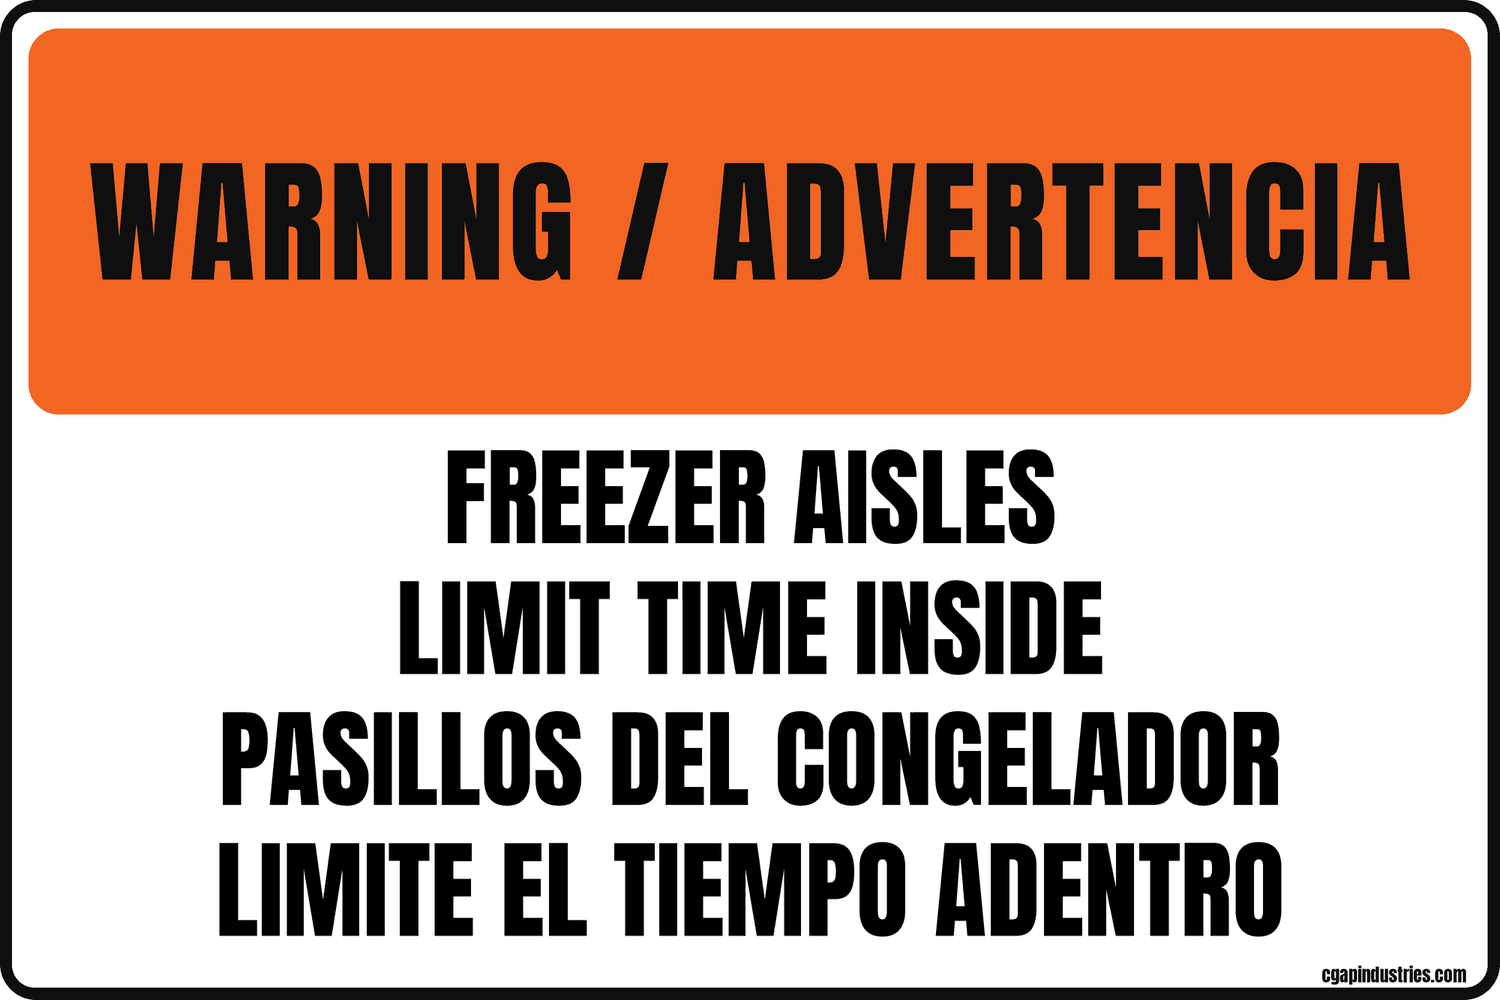 WARNING / ADVERTENCIA
FREEZER AISLES
LIMIT TIME INSIDE
PASILLOS DEL CONGELADOR
LIMITE EL TIEMPO ADENTRO
cgapindustries.com